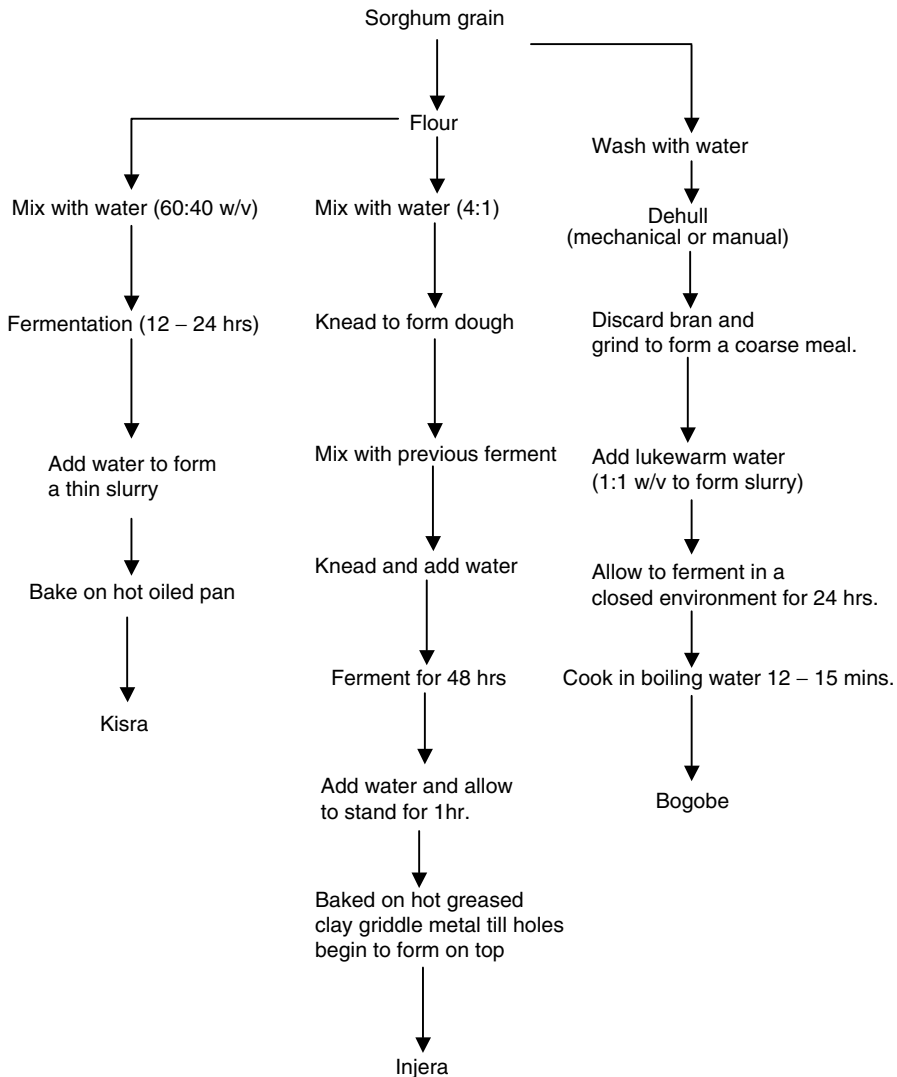 Sorghum grain
Flour
Mix with water (60:40 w/v)
Fermentation (12 – 24 hrs)
Add water to form
a thin slurry
Bake on hot oiled pan
Kisra
Mix with water (4:1)
Knead to form dough
Mix with previous ferment
Knead and add water
Ferment for 48 hrs
Add water and allow
to stand for 1hr.
Baked on hot greased
clay griddle metal till holes
begin to form on top
Injera
Wash with water
Dehull
(mechanical or manual)
Discard bran and
grind to form a coarse meal.
Add lukewarm water
(1:1 w/v to form slurry)
Allow to ferment in a
closed environment for 24 hrs.
Cook in boiling water 12 – 15 mins.
Bogobe